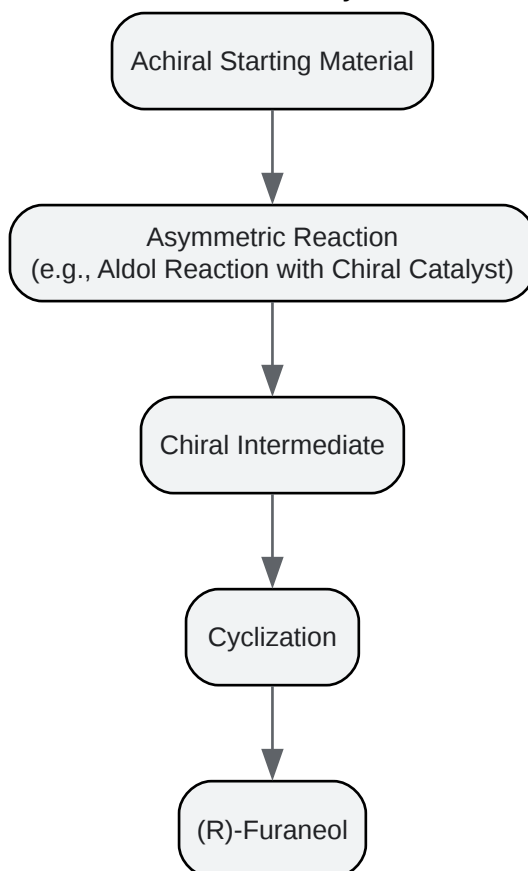 Achiral Starting Material
Asymmetric Reaction
(e.g., Aldol Reaction with Chiral Catalyst)
Chiral Intermediate
Cyclization
(R)-Furaneol